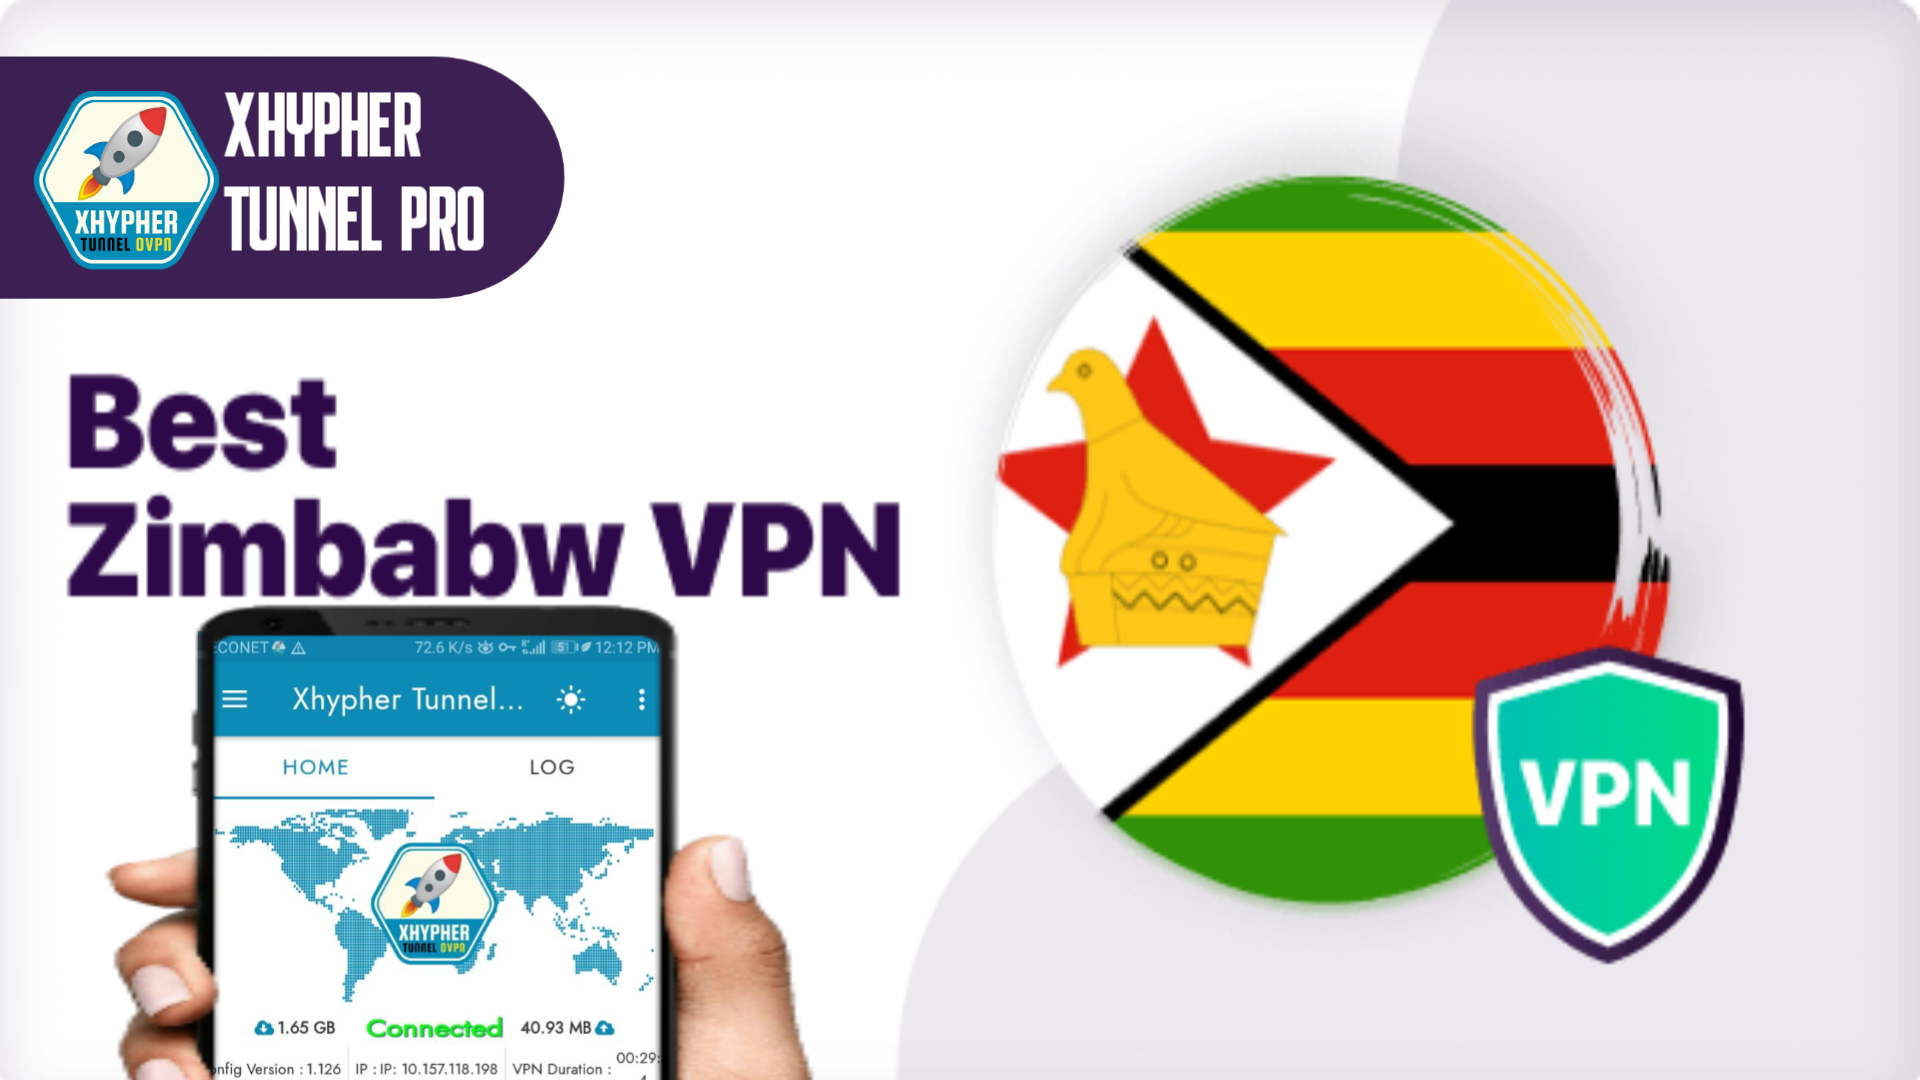 XHYPHER
TUNNEL PRO
XHYPHER
TUNNEL OVPN
Best
Zimbabw VPN
ECONET 72.6 K/s 51 12:12 PM
Xhypher Tunnel...
HOME LOG
XHYPHER
TUNNEL OVPN
1.65 GB Connected 40.93 MB
nfig Version : 1.126 IP : IP: 10.157.118.198 VPN Duration : 00:29:
VPN